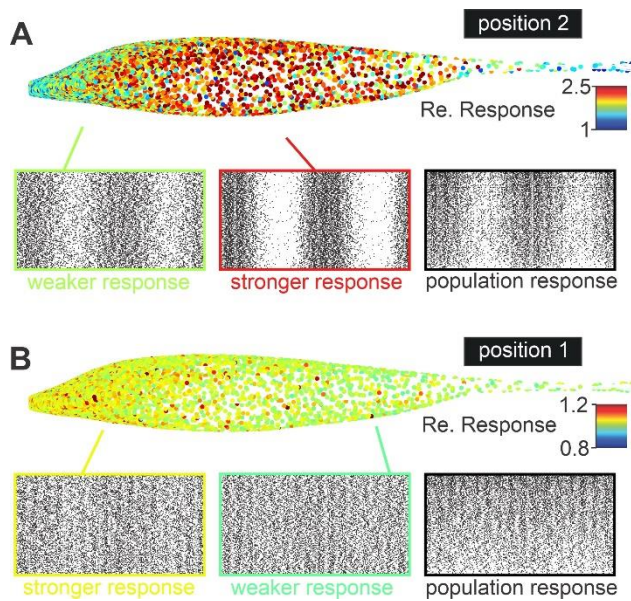 A
position 2
Re. Response
2.5
1
weaker response
stronger response
population response
B
position 1
Re. Response
1.2
0.8
stronger response
weaker response
population response